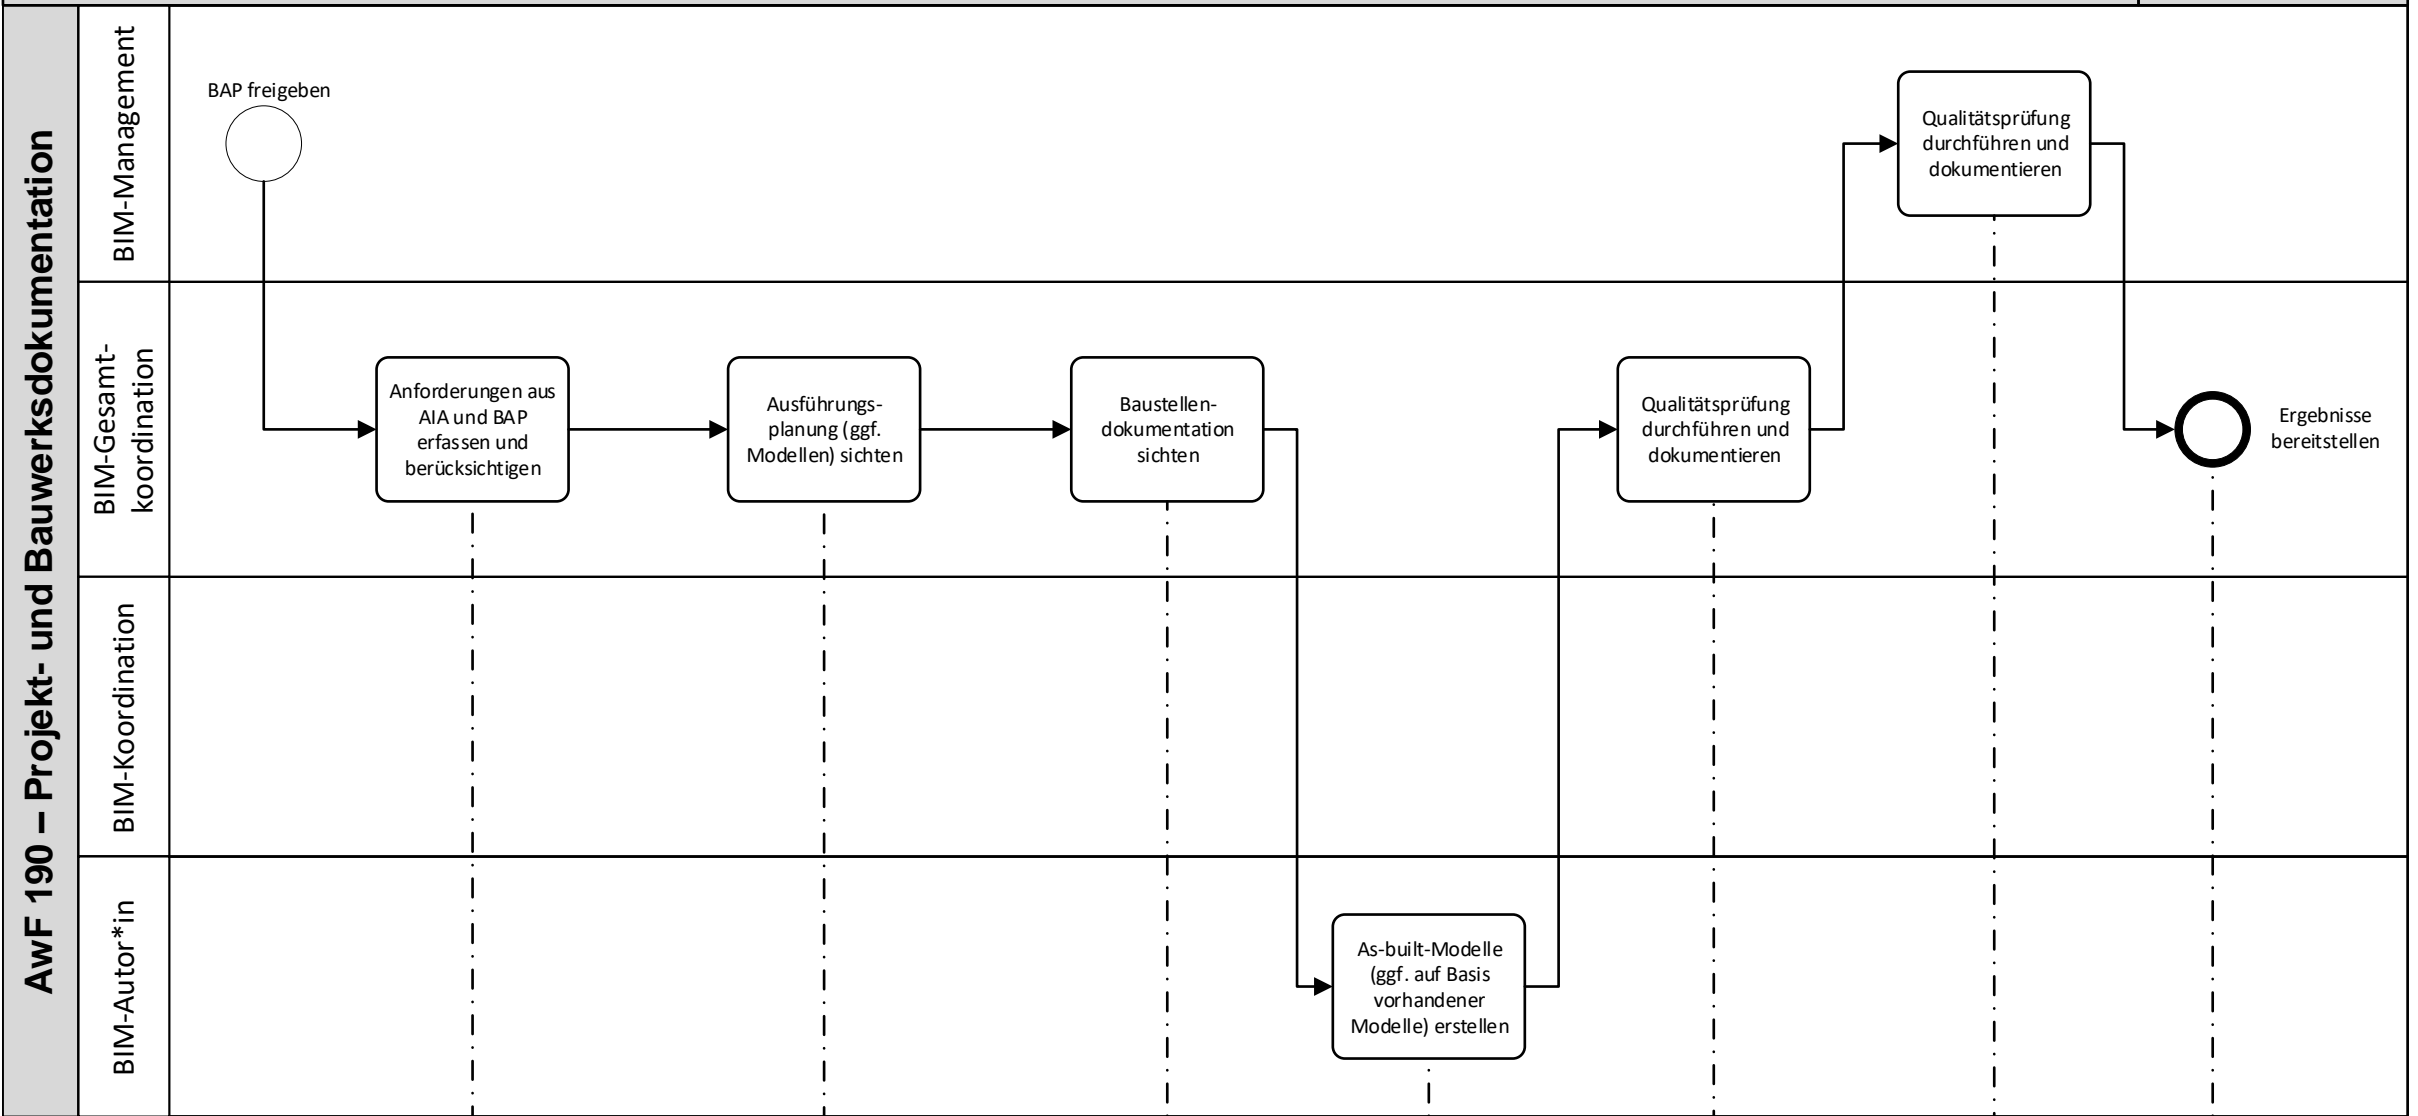 AwF 190 – Projekt- und Bauwerksdokumentation
BIM-Management
BAP freigeben
Qualitätsprüfung
durchführen und
dokumentieren
BIM-Gesamt-
koordination
Anforderungen aus
AIA und BAP
erfassen und
berücksichtigen
Ausführungs-
planung (ggf.
Modellen) sichten
Baustellen-
dokumentation
sichten
Qualitätsprüfung
durchführen und
dokumentieren
Ergebnisse
bereitstellen
BIM-Koordination
BIM-Autor*in
As-built-Modelle
(ggf. auf Basis
vorhandener
Modelle) erstellen